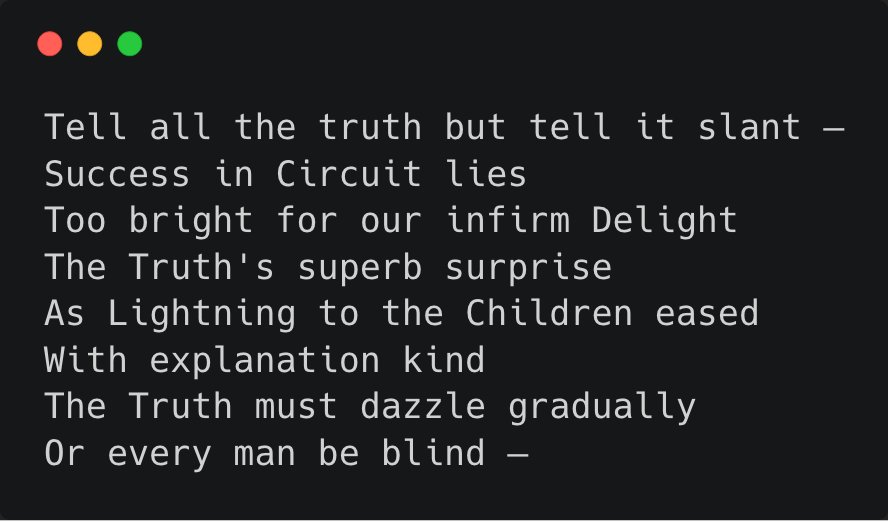 Tell all the truth but tell it slant —
Success in Circuit lies
Too bright for our infirm Delight
The Truth's superb surprise
As Lightning to the Children eased
With explanation kind
The Truth must dazzle gradually
Or every man be blind —